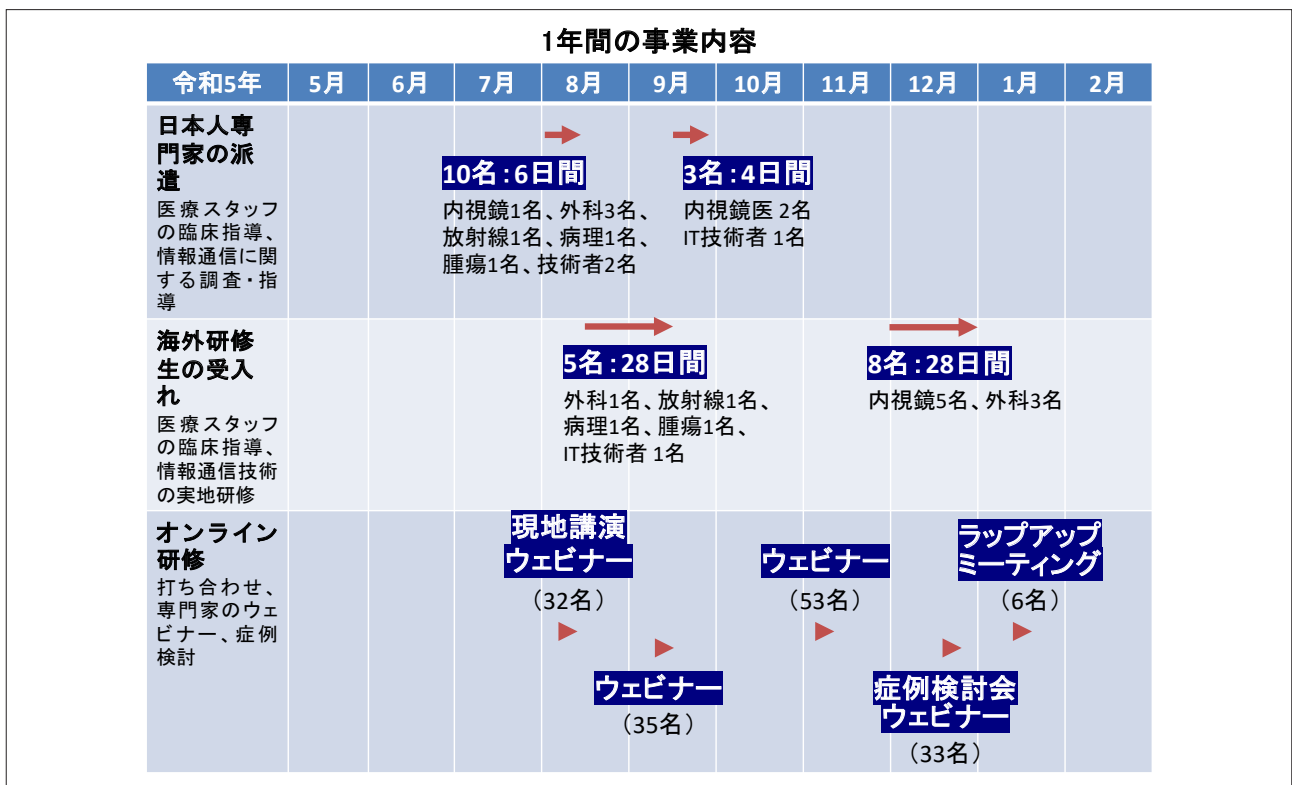 1年間の事業内容
令和5年 5月 6月 7月 8月 9月 10月 11月 12月 1月 2月
日本人専
門家の派
遣
医療スタッフ
の臨床指導、
情報通信に関
する調査・指
導
10名：6日間
内視鏡1名、外科3名、
放射線1名、病理1名、
腫瘍1名、技術者2名
3名：4日間
内視鏡医 2名
IT技術者 1名
海外研修
生の受入
れ
医療スタッフ
の臨床指導、
情報通信技術
の実地研修
5名：28日間
外科1名、放射線1名、
病理1名、腫瘍1名、
IT技術者 1名
8名：28日間
内視鏡5名、外科3名
オンライン
研修
打ち合わせ、
専門家のウェ
ビナー、症例
検討
現地講演
ウェビナー
（32名）
ウェビナー
（35名）
ウェビナー
（53名）
症例検討会
ウェビナー
（33名）
ラップアップ
ミーティング
（6名）